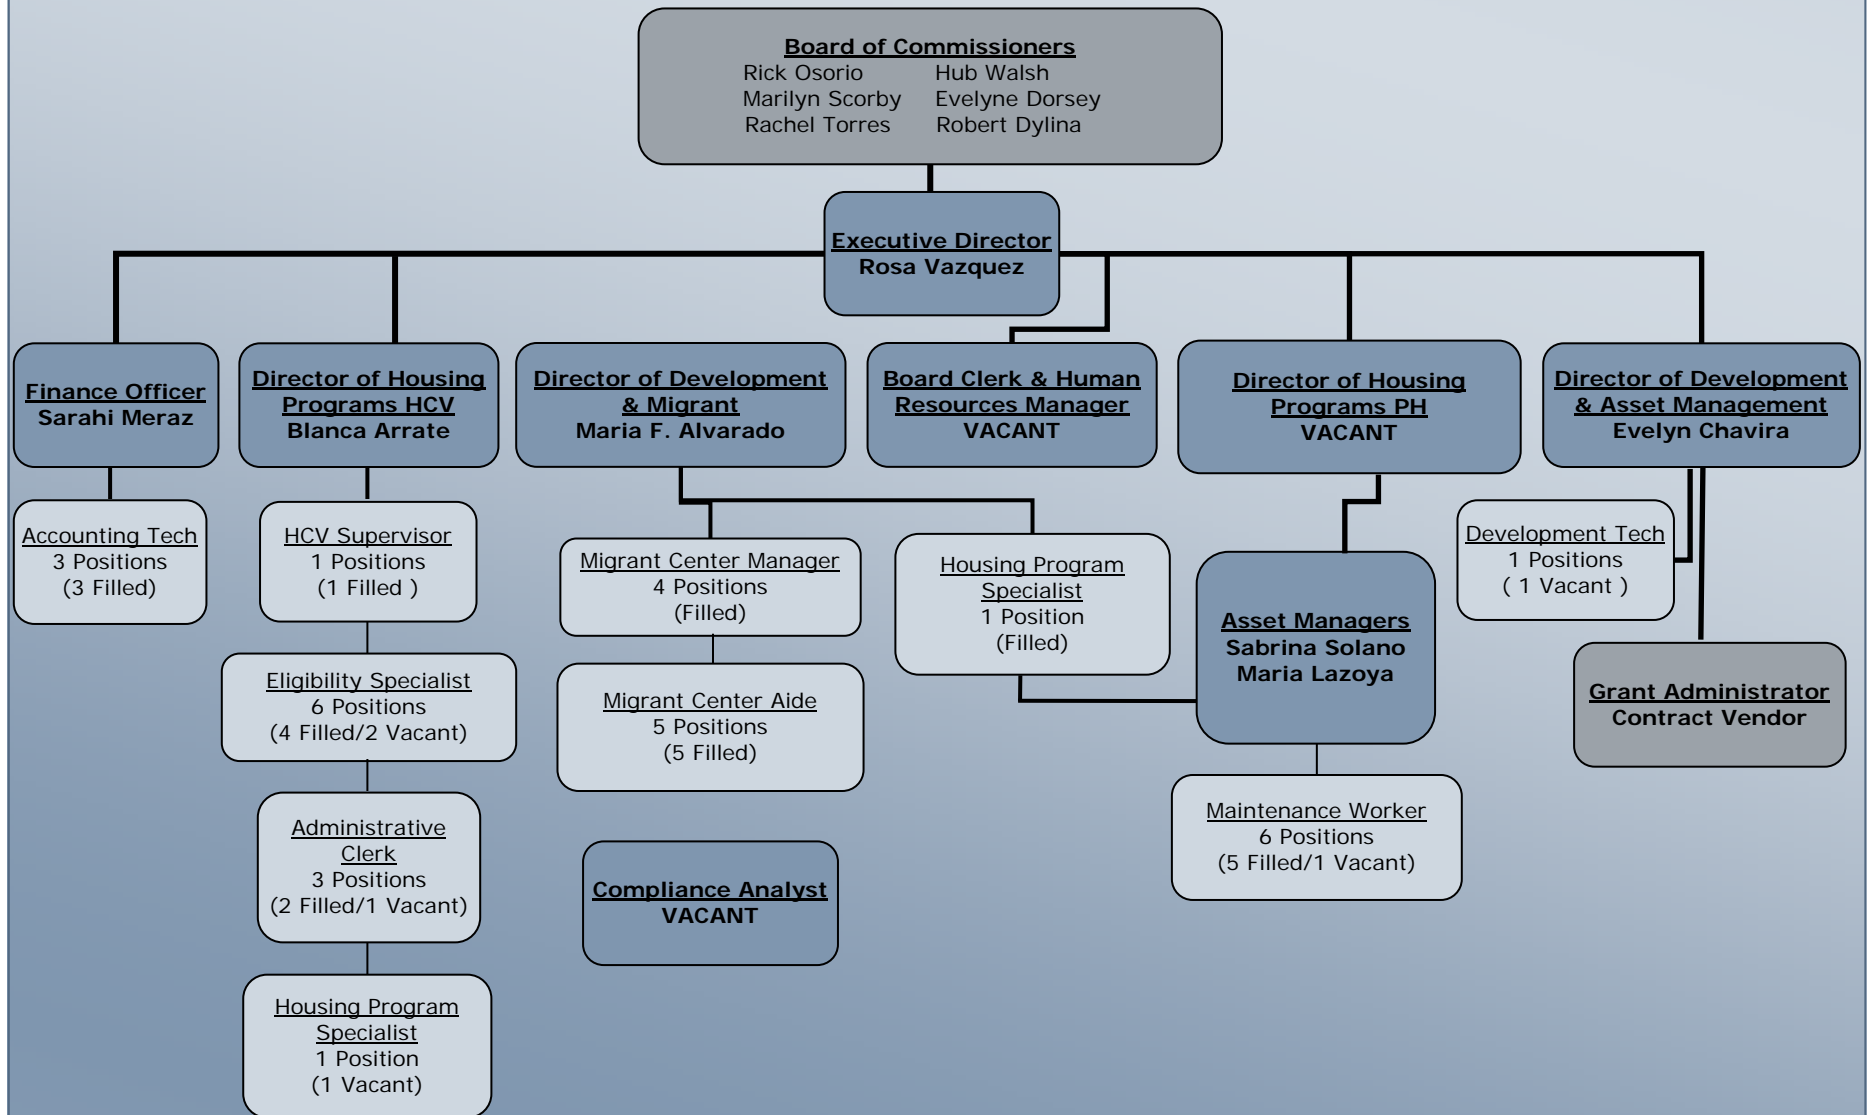 Board of Commissioners
Rick Osorio Hub Walsh
Marilyn Scorby Evelyne Dorsey
Rachel Torres Robert Dylina
Executive Director
Rosa Vazquez
Finance Officer
Sarahi Meraz
Director of Housing
Programs HCV
Blanca Arrate
Director of Development
& Migrant
Maria F. Alvarado
Board Clerk & Human
Resources Manager
VACANT
Director of Housing
Programs PH
VACANT
Director of Development
& Asset Management
Evelyn Chavira
Accounting Tech
3 Positions
(3 Filled)
HCV Supervisor
1 Positions
(1 Filled )
Eligibility Specialist
6 Positions
(4 Filled/2 Vacant)
Administrative
Clerk
3 Positions
(2 Filled/1 Vacant)
Housing Program
Specialist
1 Position
(1 Vacant)
Migrant Center Manager
4 Positions
(Filled)
Migrant Center Aide
5 Positions
(5 Filled)
Compliance Analyst
VACANT
Housing Program
Specialist
1 Position
(Filled)
Asset Managers
Sabrina Solano
Maria Lazoya
Maintenance Worker
6 Positions
(5 Filled/1 Vacant)
Development Tech
1 Positions
( 1 Vacant )
Grant Administrator
Contract Vendor